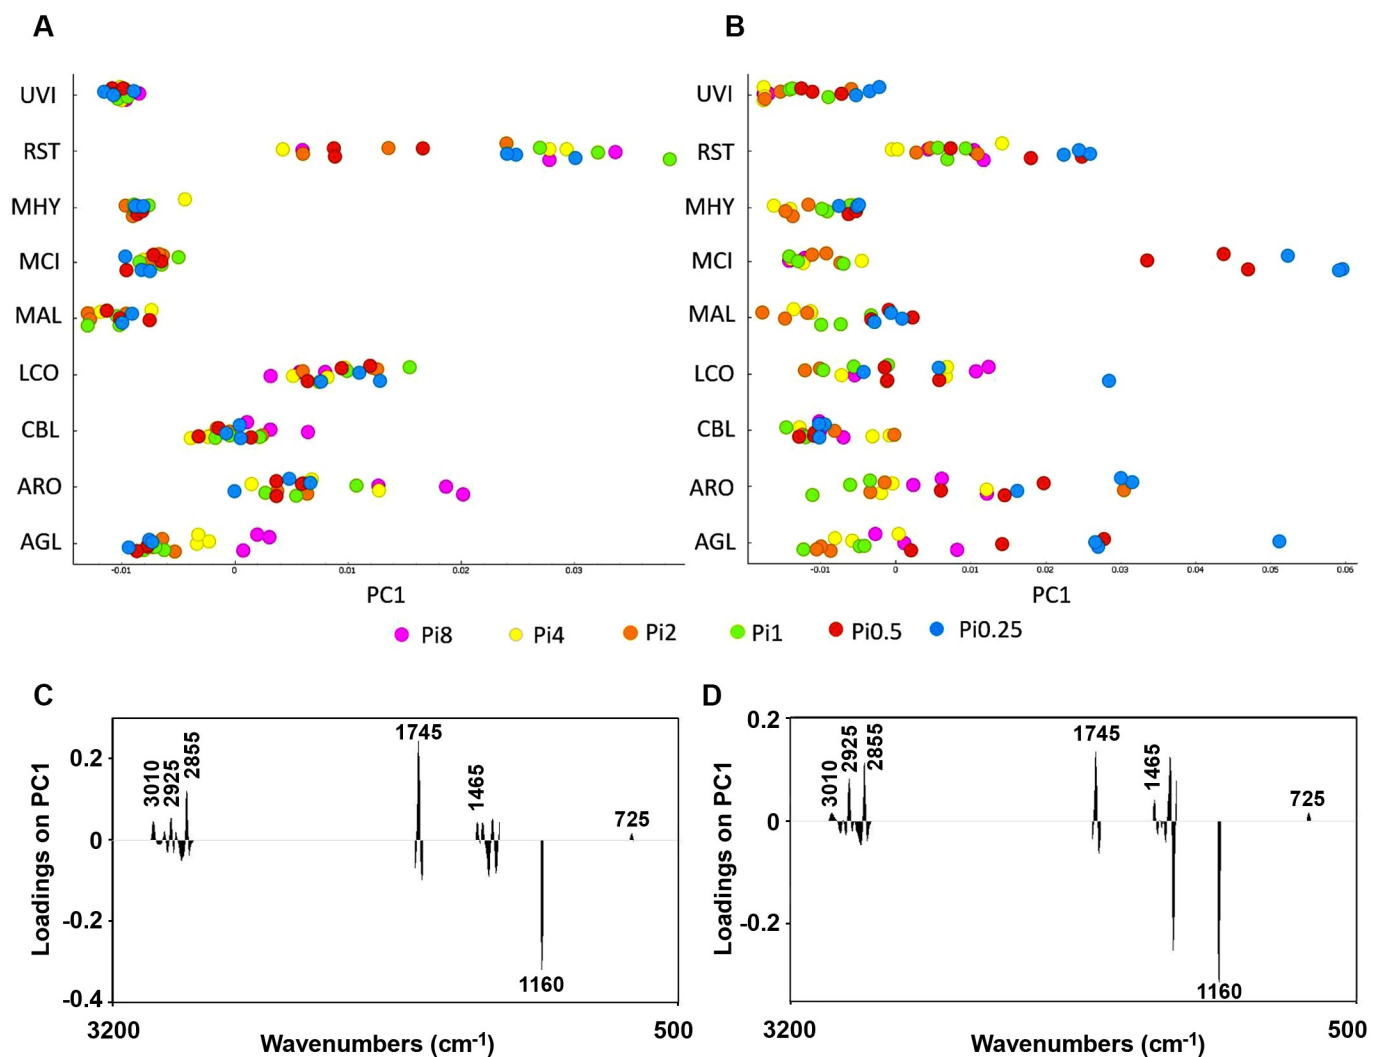 A
B
UVI
RST
MHY
MCI
MAL
LCO
CBL
ARO
AGL
-0.01 0 0.01 0.02 0.03
PC1
UVI
RST
MHY
MCI
MAL
LCO
CBL
ARO
AGL
-0.01 0 0.01 0.02 0.03 0.04 0.05 0.06
PC1
Pi8 Pi4 Pi2 Pi1 Pi0.5 Pi0.25
C
Loadings on PC1
0.2
0
-0.2
-0.4
3010
2925
2855
1745
1465
1160
725
3200 500
Wavenumbers (cm-1)
D
Loadings on PC1
0.2
0
-0.2
3010
2925
2855
1745
1465
1160
725
3200 500
Wavenumbers (cm-1)